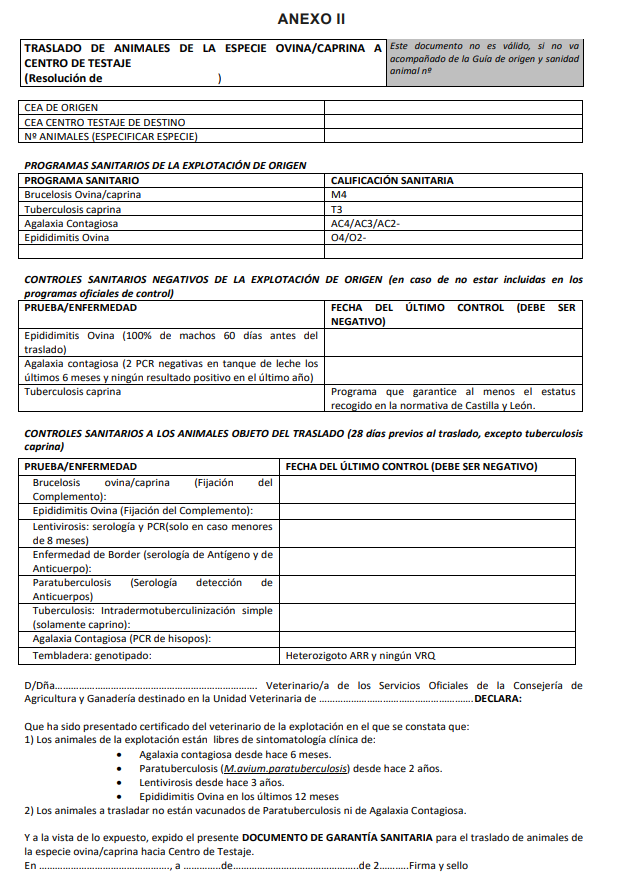 ANEXO II
TRASLADO DE ANIMALES DE LA ESPECIE OVINA/CAPRINA A
CENTRO DE TESTAJE
(Resolución de )
Este documento no es válido, si no va
acompañado de la Guía de origen y sanidad
animal nº
CEA DE ORIGEN
CEA CENTRO TESTAJE DE DESTINO
Nº ANIMALES (ESPECIFICAR ESPECIE)
PROGRAMAS SANITARIOS DE LA EXPLOTACIÓN DE ORIGEN
PROGRAMA SANITARIO CALIFICACIÓN SANITARIA
Brucelosis Ovina/caprina M4
Tuberculosis caprina T3
Agalaxia Contagiosa AC4/AC3/AC2-
Epididimitis Ovina O4/O2-
CONTROLES SANITARIOS NEGATIVOS DE LA EXPLOTACIÓN DE ORIGEN (en caso de no estar incluidas en los
programas oficiales de control)
PRUEBA/ENFERMEDAD
FECHA DEL ÚLTIMO CONTROL (DEBE SER
NEGATIVO)
Epididimitis Ovina (100% de machos 60 días antes del
traslado)
Agalaxia contagiosa (2 PCR negativas en tanque de leche los
últimos 6 meses y ningún resultado positivo en el último año)
Tuberculosis caprina
Programa que garantice al menos el estatus
recogido en la normativa de Castilla y León.
CONTROLES SANITARIOS A LOS ANIMALES OBJETO DEL TRASLADO (28 días previos al traslado, excepto tuberculosis
caprina)
PRUEBA/ENFERMEDAD FECHA DEL ÚLTIMO CONTROL (DEBE SER NEGATIVO)
Brucelosis ovina/caprina (Fijación del
Complemento):
Epididimitis Ovina (Fijación del Complemento):
Lentivirosis: serología y PCR(solo en caso menores
de 8 meses)
Enfermedad de Border (serología de Antígeno y de
Anticuerpo):
Paratuberculosis (Serología detección de
Anticuerpos)
Tuberculosis: Intradermotuberculinización simple
(solamente caprino):
Agalaxia Contagiosa (PCR de hisopos):
Tembladera: genotipado: Heterozigoto ARR y ningún VRQ
D/Dña……………………………………………………………. Veterinario/a de los Servicios Oficiales de la Consejería de
Agricultura y Ganadería destinado en la Unidad Veterinaria de ……………………………………………….DECLARA:
Que ha sido presentado certificado del veterinario de la explotación en el que se constata que:
1) Los animales de la explotación están libres de sintomatología clínica de:
• Agalaxia contagiosa desde hace 6 meses.
• Paratuberculosis (M.avium.paratuberculosis) desde hace 2 años.
• Lentivirosis desde hace 3 años.
• Epididimitis Ovina en los últimos 12 meses
2) Los animales a trasladar no están vacunados de Paratuberculosis ni de Agalaxia Contagiosa.
Y a la vista de lo expuesto, expido el presente DOCUMENTO DE GARANTÍA SANITARIA para el traslado de animales de
la especie ovina/caprina hacia Centro de Testaje.
En ………………………………………., a …………..de……………………………………..de 2……….Firma y sello